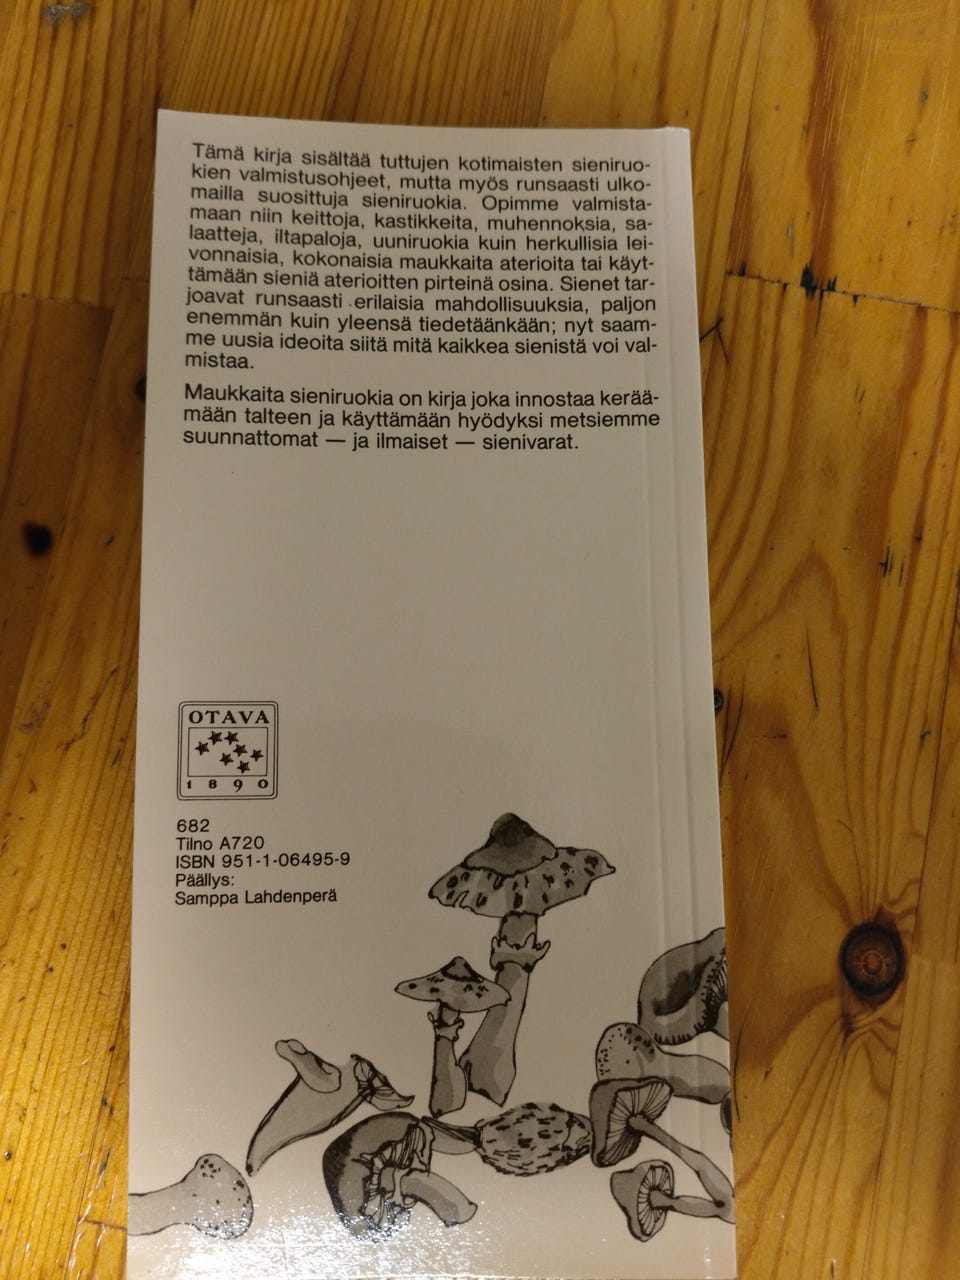 Tämä kirja sisältää tuttujen kotimaisten sieniruo-
kien valmistusohjeet, mutta myös runsaasti ulko-
mailla suosittuja sieniruokia. Opimme valmista-
maan niin keittoja, kastikkeita, muhennoksia, sa-
laatteja, iltapaloja, uuniruokia kuin herkullisia lei-
vonnaisia, kokonaisia maukkaita aterioita tai käyt-
tämään sieniä aterioitten pirteinä osina. Sienet tar-
joavat runsaasti erilaisia mahdollisuuksia, paljon
enemmän kuin yleensä tiedetäänkään; nyt saam-
me uusia ideoita siitä mitä kaikkea sienistä voi val-
mistaa.
Maukkaita sieniruokia on kirja joka innostaa kerää-
mään talteen ja käyttämään hyödyksi metsiemme
suunnattomat — ja ilmaiset — sienivarat.
OTAVA
1890
682
Tilno A720
ISBN 951-1-06495-9
Päällys:
Samppa Lahdenperä